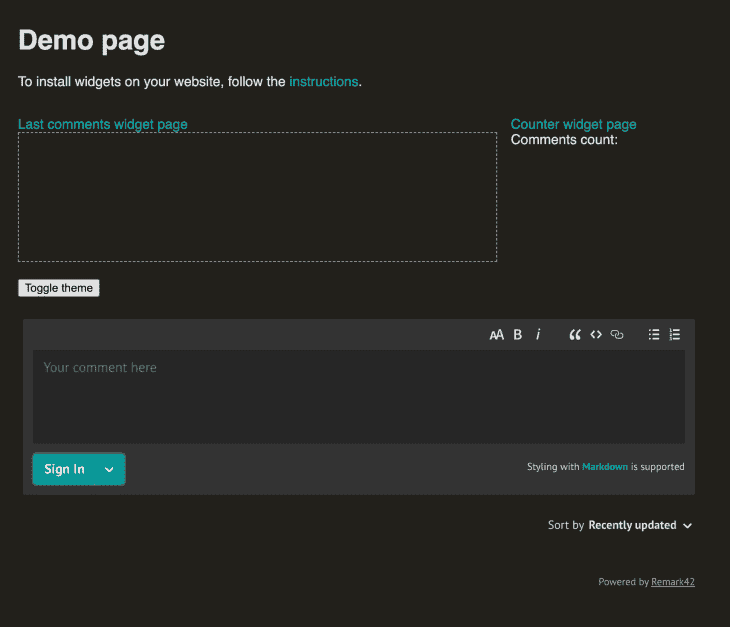 Demo page
To install widgets on your website, follow the instructions.
Last comments widget page
Counter widget page
Comments count:
Toggle theme
AA B i
Your comment here
Sign In
Styling with Markdown is supported
Sort by Recently updated
Powered by Remark42